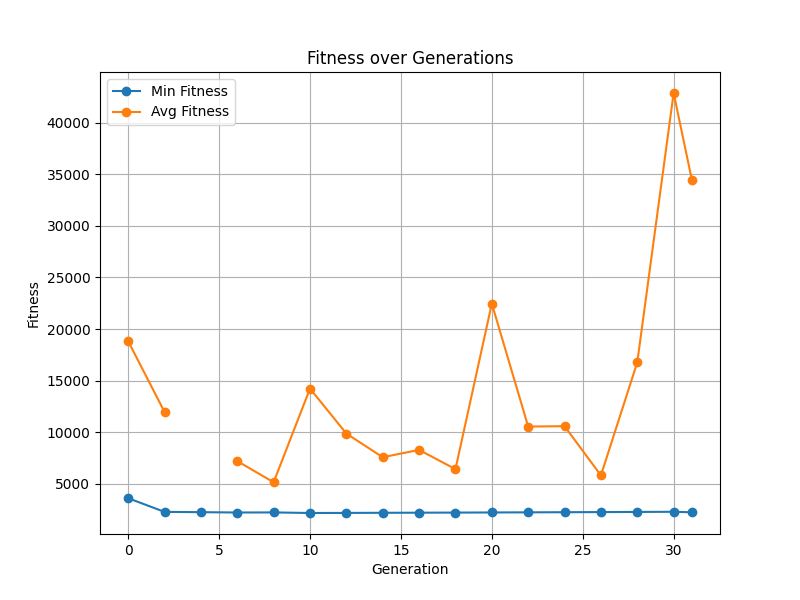 Fitness over Generations
Min Fitness
Avg Fitness
40000
35000
30000
25000
20000
15000
10000
5000
Fitness
0 5 10 15 20 25 30
Generation